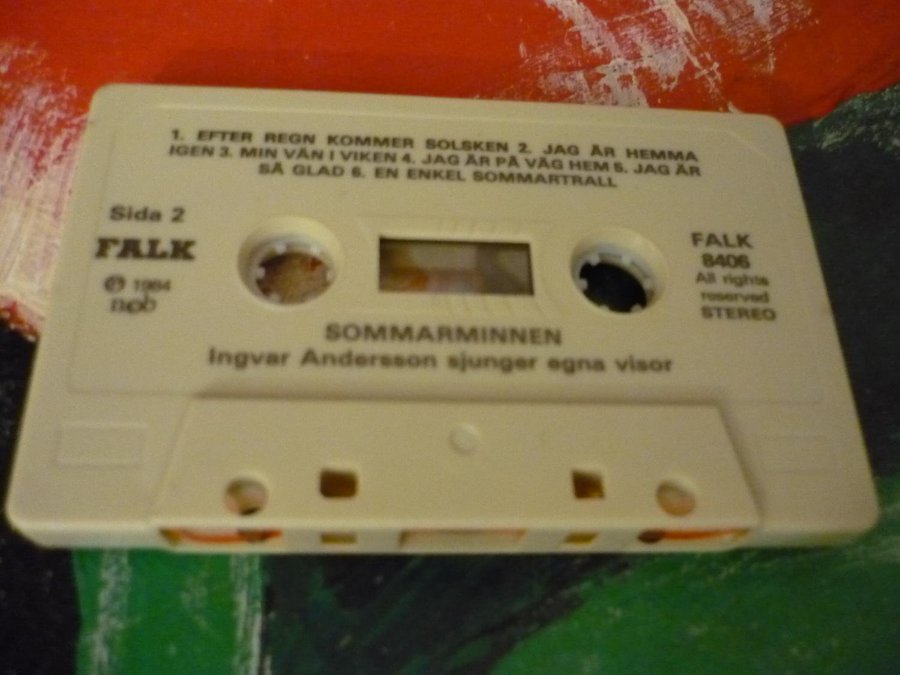 1. EFTER REGN KOMMER SOLSKEN 2. JAG ÄR HEMMA
IGEN 3. MIN VÄN I VIKEN 4. JAG ÄR PÅ VÄG HEM 5. JAG ÄR
SÅ GLAD 6. EN ENKEL SOMMARTRALL
Sida 2
FALK
℗ 1984
ncb
FALK
8406
All rights
reserved
STEREO
SOMMARMINNEN
Ingvar Andersson sjunger egna visor